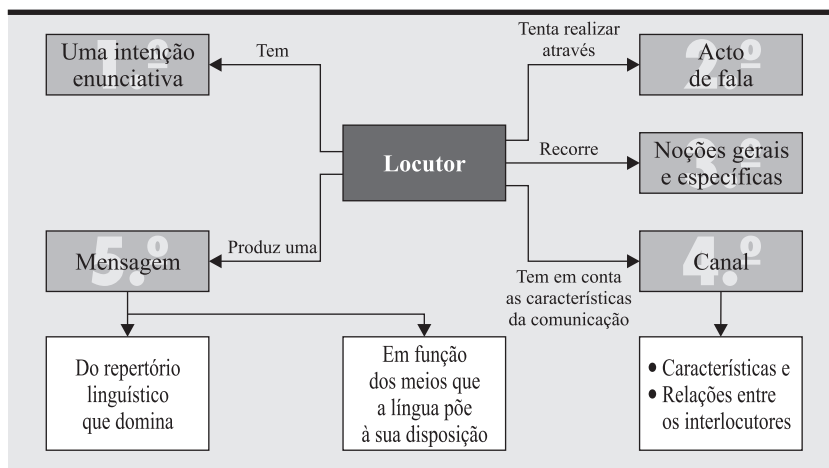 1.º
Uma intenção
enunciativa
Tem
Tenta realizar
através
2.º
Acto
de fala
Locutor
Recorre
3.º
Noções gerais
e específicas
5.º
Mensagem
Produz uma
Tem em conta
as características
da comunicação
4.º
Canal
Do repertório
linguístico
que domina
Em função
dos meios que
a língua põe
à sua disposição
• Características e
• Relações entre
os interlocutores